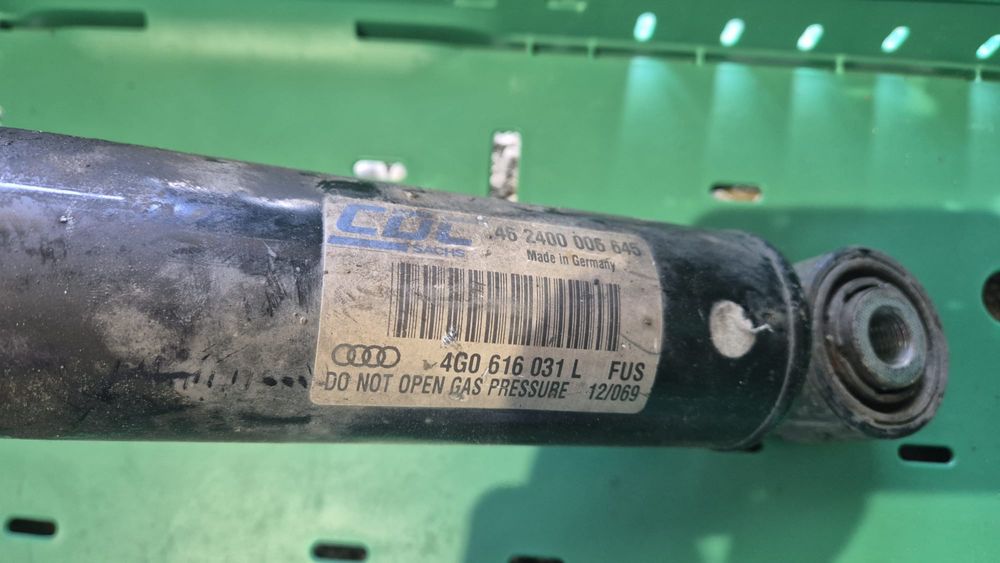 CDC 46 2400 006 645
SACHS
Made in Germany
4G0 616 031 L FUS
DO NOT OPEN GAS PRESSURE 12/069